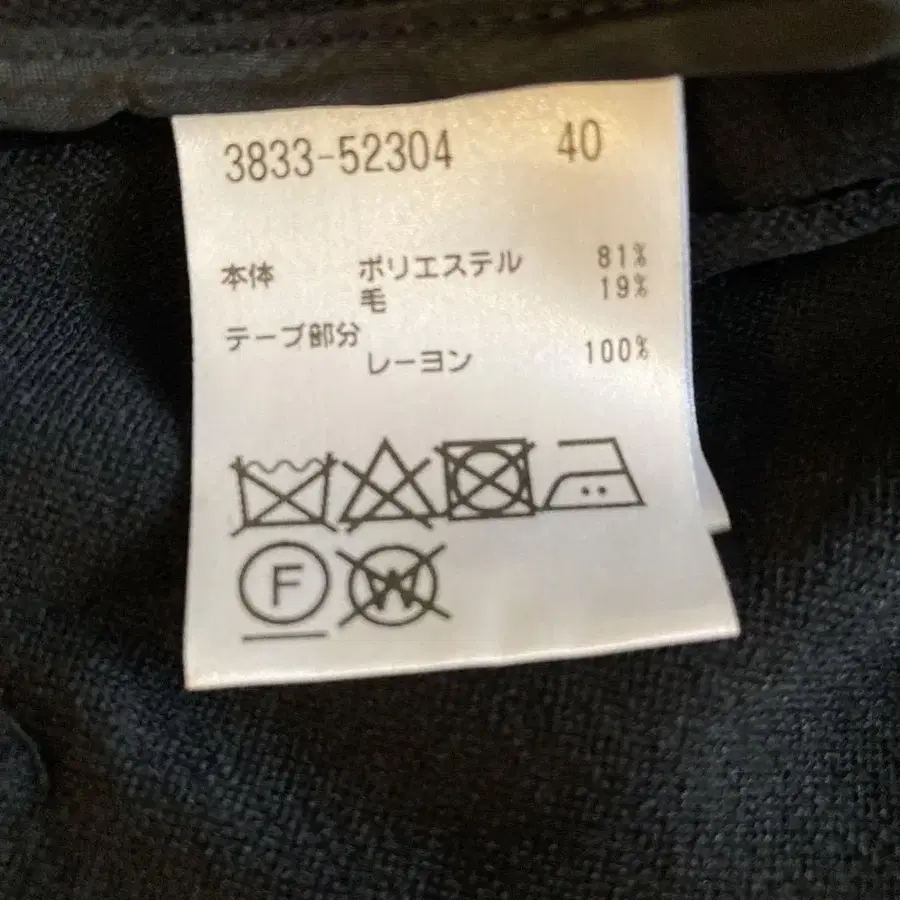 3833-52304 40
本体 ポリエステル 81%
毛 19%
テープ部分
レーヨン 100%
F W